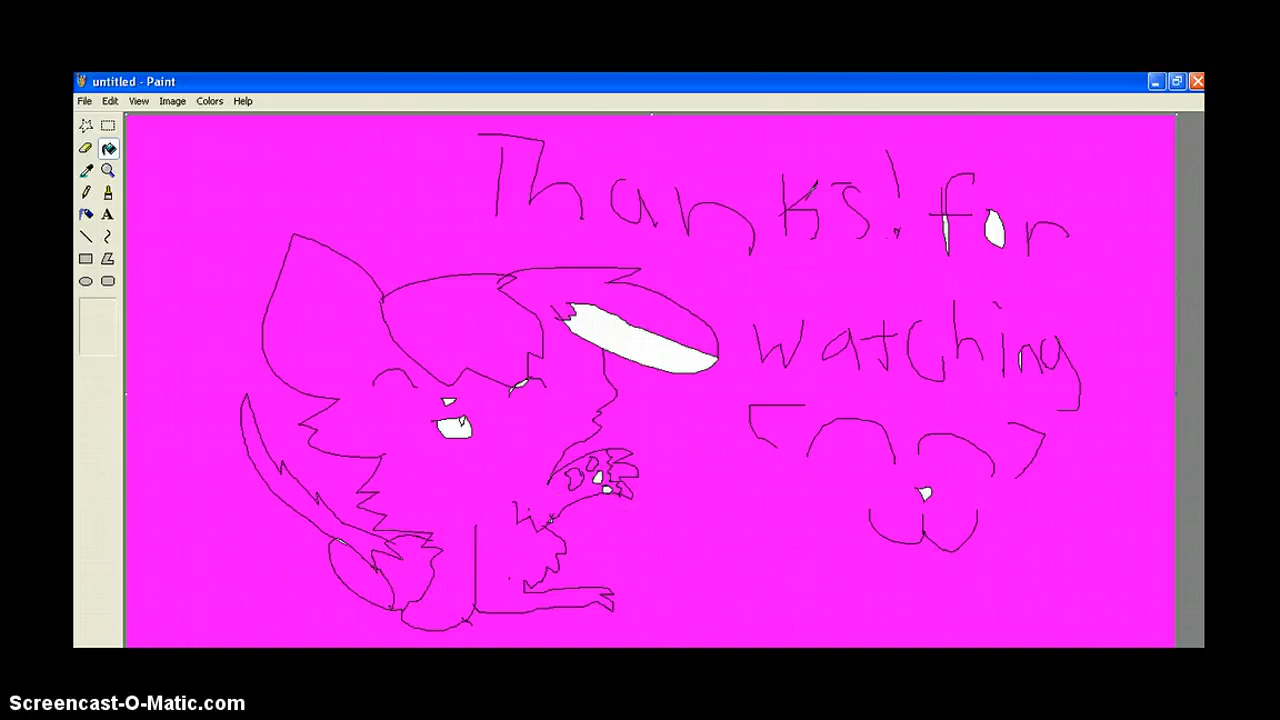 untitled - Paint
File Edit View Image Colors Help
A
Thanks! for
watching
Screencast-O-Matic.com